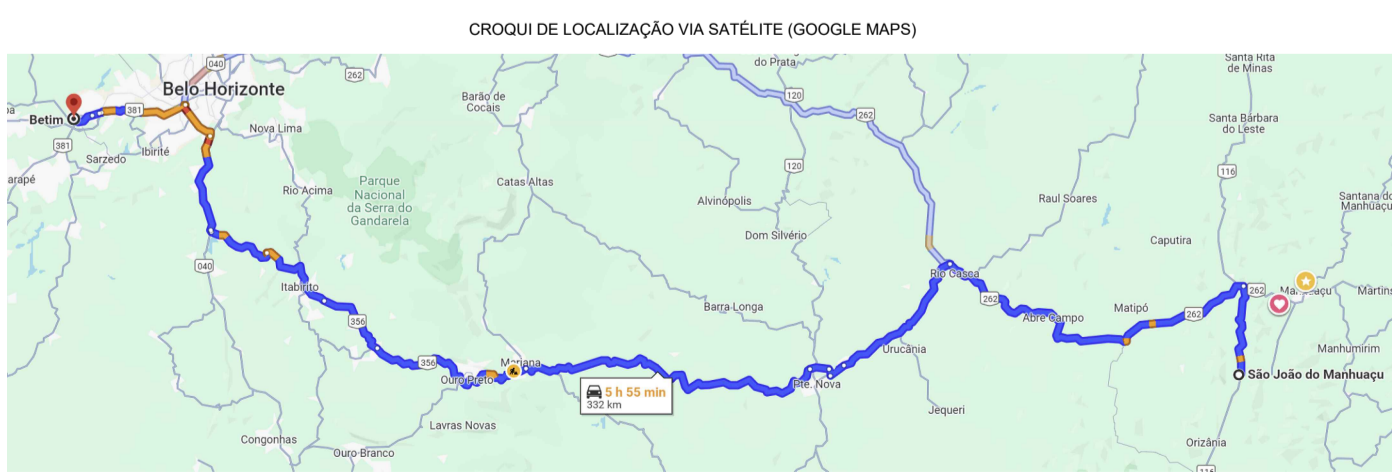 CROQUI DE LOCALIZAÇÃO VIA SATÉLITE (GOOGLE MAPS)
040
262
do Prata
Santa Rita
de Minas
Belo Horizonte
Barão de
Cocais
120
262
Betim
381
Nova Lima
Santa Bárbara
do Leste
381
Sarzedo
Ibirité
120
116
arapé
Rio Acima
Parque
Nacional
da Serra do
Gandarela
Catas Altas
Alvinópolis
Raul Soares
Santana do
Manhuaçu
Dom Silvério
Caputira
040
Rio Casca
Itabirito
262
262
Martins
Barra Longa
Matipó
262
Abre Campo
356
Urucânia
Manhumirim
356
Mariana
Ouro Preto
Pte. Nova
São João do Manhuaçu
5 h 55 min
332 km
Jequeri
Lavras Novas
Congonhas
Ouro Branco
Orizânia
116